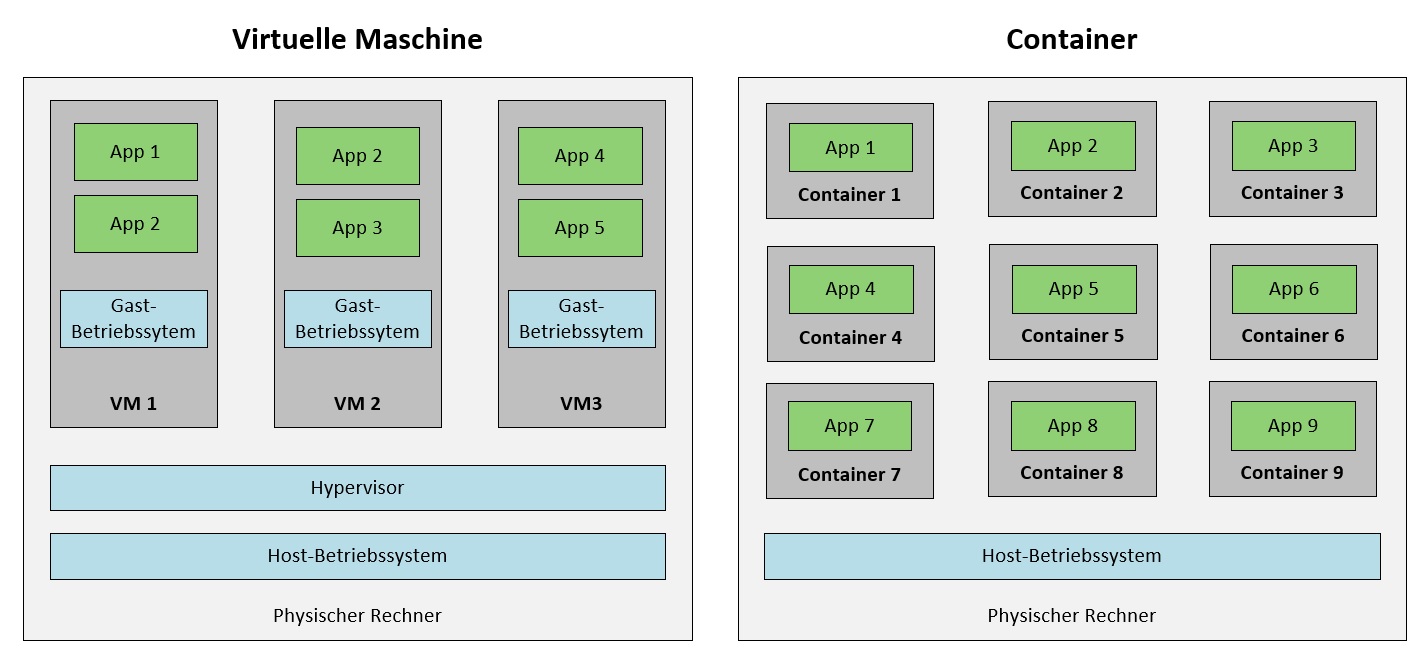 Virtuelle Maschine
App 1
App 2
Gast-
Betriebssytem
VM 1
App 2
App 3
Gast-
Betriebssytem
VM 2
App 4
App 5
Gast-
Betriebssytem
VM3
Hypervisor
Host-Betriebssystem
Physischer Rechner
Container
App 1
Container 1
App 2
Container 2
App 3
Container 3
App 4
Container 4
App 5
Container 5
App 6
Container 6
App 7
Container 7
App 8
Container 8
App 9
Container 9
Host-Betriebssystem
Physischer Rechner